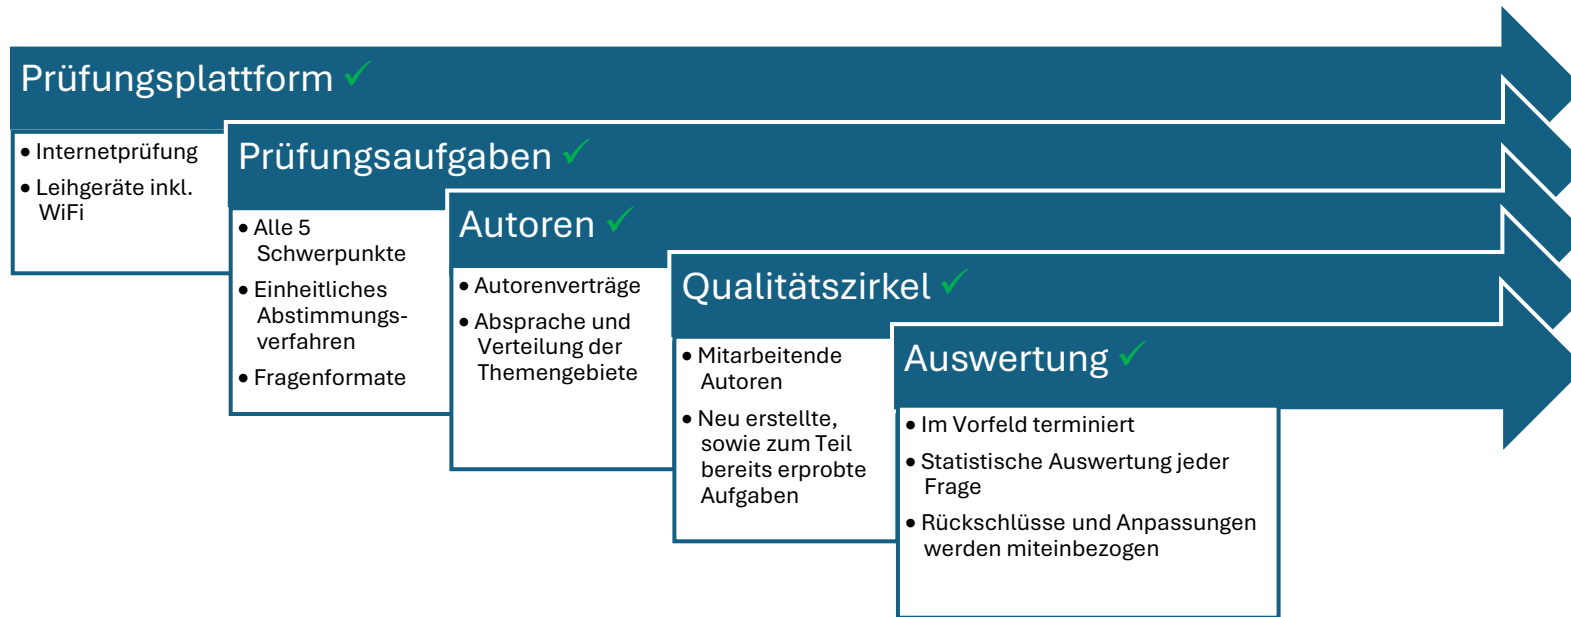 Prüfungsplattform ✓
• Internetprüfung
• Leihgeräte inkl.
WiFi
Prüfungsaufgaben ✓
• Alle 5
Schwerpunkte
• Einheitliches
Abstimmungs-
verfahren
• Fragenformate
Autoren ✓
• Autorenverträge
• Absprache und
Verteilung der
Themengebiete
Qualitätszirkel ✓
• Mitarbeitende
Autoren
• Neu erstellte,
sowie zum Teil
bereits erprobte
Aufgaben
Auswertung ✓
• Im Vorfeld terminiert
• Statistische Auswertung jeder
Frage
• Rückschlüsse und Anpassungen
werden miteinbezogen